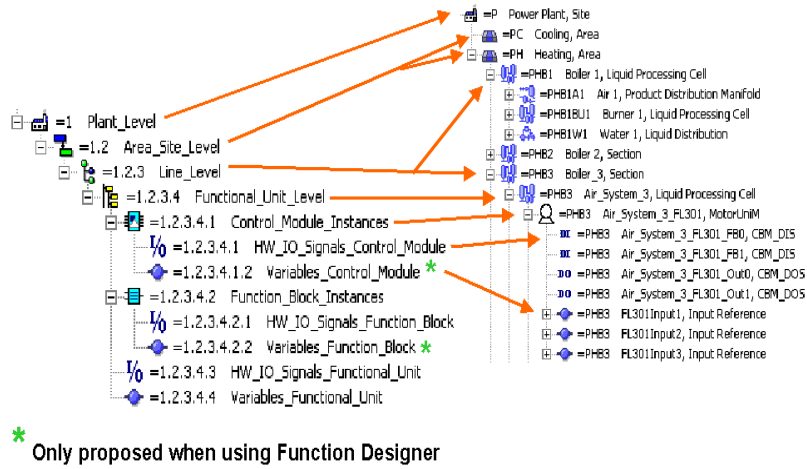 =1 Plant_Level
=1.2 Area_Site_Level
=1.2.3 Line_Level
=1.2.3.4 Functional_Unit_Level
=1.2.3.4.1 Control_Module_Instances
I/O =1.2.3.4.1 HW_IO_Signals_Control_Module
=1.2.3.4.1.2 Variables_Control_Module *
=1.2.3.4.2 Function_Block_Instances
I/O =1.2.3.4.2.1 HW_IO_Signals_Function_Block
=1.2.3.4.2.2 Variables_Function_Block *
I/O =1.2.3.4.3 HW_IO_Signals_Functional_Unit
=1.2.3.4.4 Variables_Functional_Unit
=P Power Plant, Site
=PC Cooling, Area
=PH Heating, Area
=PHB1 Boiler 1, Liquid Processing Cell
=PHB1A1 Air 1, Product Distribution Manifold
=PHB1BU1 Burner 1, Liquid Processing Cell
=PHB1W1 Water 1, Liquid Distribution
=PHB2 Boiler 2, Section
=PHB3 Boiler_3, Section
=PHB3 Air_System_3, Liquid Processing Cell
=PHB3 Air_System_3_FL301, MotorUniM
DI =PHB3 Air_System_3_FL301_FB0, CBM_DIS
DI =PHB3 Air_System_3_FL301_FB1, CBM_DIS
DO =PHB3 Air_System_3_FL301_Out0, CBM_DOS
DO =PHB3 Air_System_3_FL301_Out1, CBM_DOS
=PHB3 FL301Input1, Input Reference
=PHB3 FL301Input2, Input Reference
=PHB3 FL301Input3, Input Reference
* Only proposed when using Function Designer